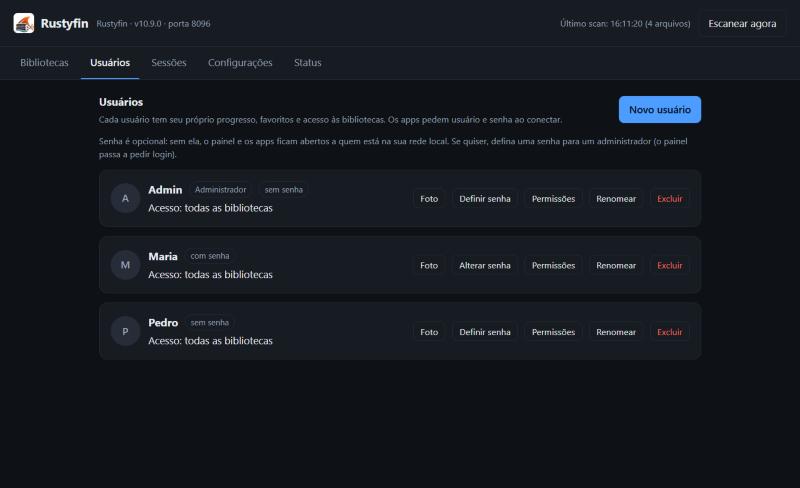 Rustyfin Rustyfin · v10.9.0 · porta 8096 Último scan: 16:11:20 (4 arquivos) Escanear agora
Bibliotecas Usuários Sessões Configurações Status
Usuários
Cada usuário tem seu próprio progresso, favoritos e acesso às bibliotecas. Os apps pedem usuário e senha ao conectar.
Novo usuário
Senha é opcional: sem ela, o painel e os apps ficam abertos a quem está na sua rede local. Se quiser, defina uma senha para um administrador (o painel
passa a pedir login).
A Admin Administrador sem senha
Acesso: todas as bibliotecas
Foto Definir senha Permissões Renomear Excluir
M Maria com senha
Acesso: todas as bibliotecas
Foto Alterar senha Permissões Renomear Excluir
P Pedro sem senha
Acesso: todas as bibliotecas
Foto Definir senha Permissões Renomear Excluir